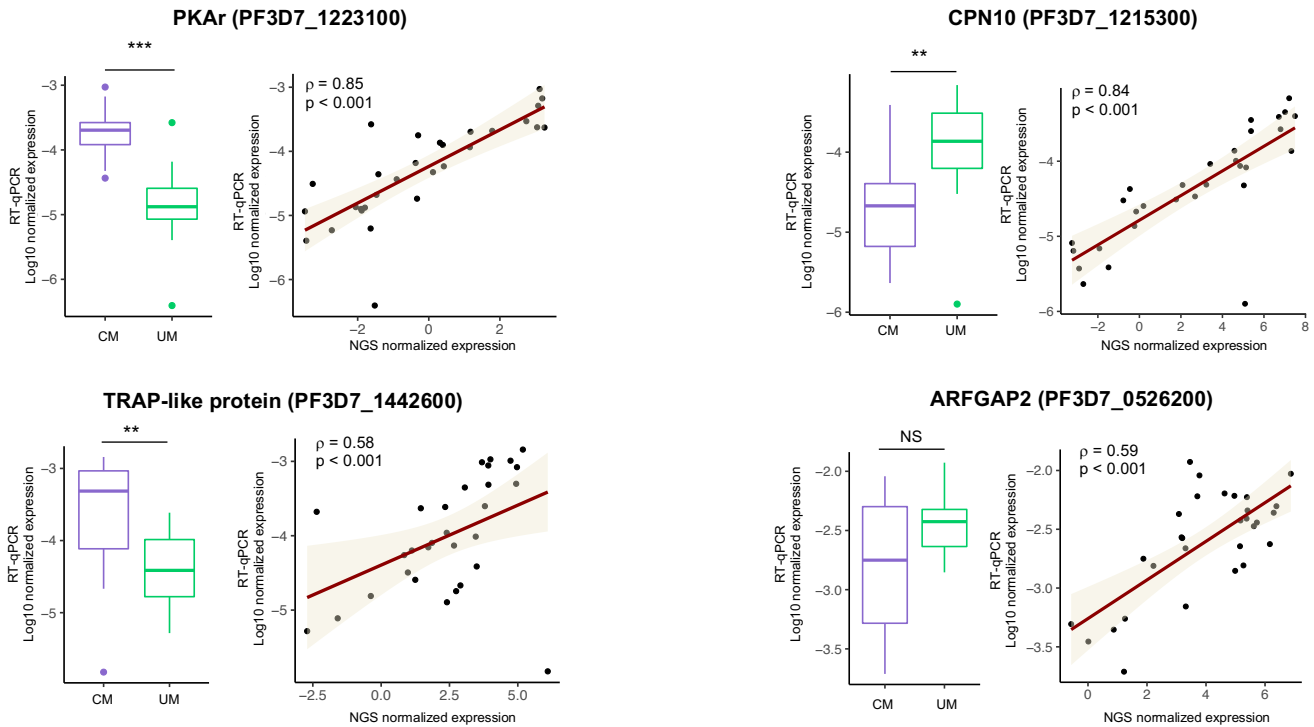 PKAr (PF3D7_1223100)
***
RT-qPCR
Log10 normalized expression
−3
−4
−5
−6
CM
UM
ρ = 0.85
p < 0.001
RT-qPCR
Log10 normalized expression
−3
−4
−5
−6
−2
0
2
NGS normalized expression
CPN10 (PF3D7_1215300)
**
RT-qPCR
Log10 normalized expression
−4
−5
−6
CM
UM
ρ = 0.84
p < 0.001
RT-qPCR
Log10 normalized expression
−3
−4
−5
−6
−2
0
2
4
6
8
NGS normalized expression
TRAP-like protein (PF3D7_1442600)
**
RT-qPCR
Log10 normalized expression
−3
−4
−5
CM
UM
ρ = 0.58
p < 0.001
RT-qPCR
Log10 normalized expression
−3
−4
−5
−2.5
0.0
2.5
5.0
NGS normalized expression
ARFGAP2 (PF3D7_0526200)
NS
RT-qPCR
Log10 normalized expression
−2.0
−2.5
−3.0
−3.5
CM
UM
ρ = 0.59
p < 0.001
RT-qPCR
Log10 normalized expression
−2.0
−2.5
−3.0
−3.5
0
2
4
6
NGS normalized expression